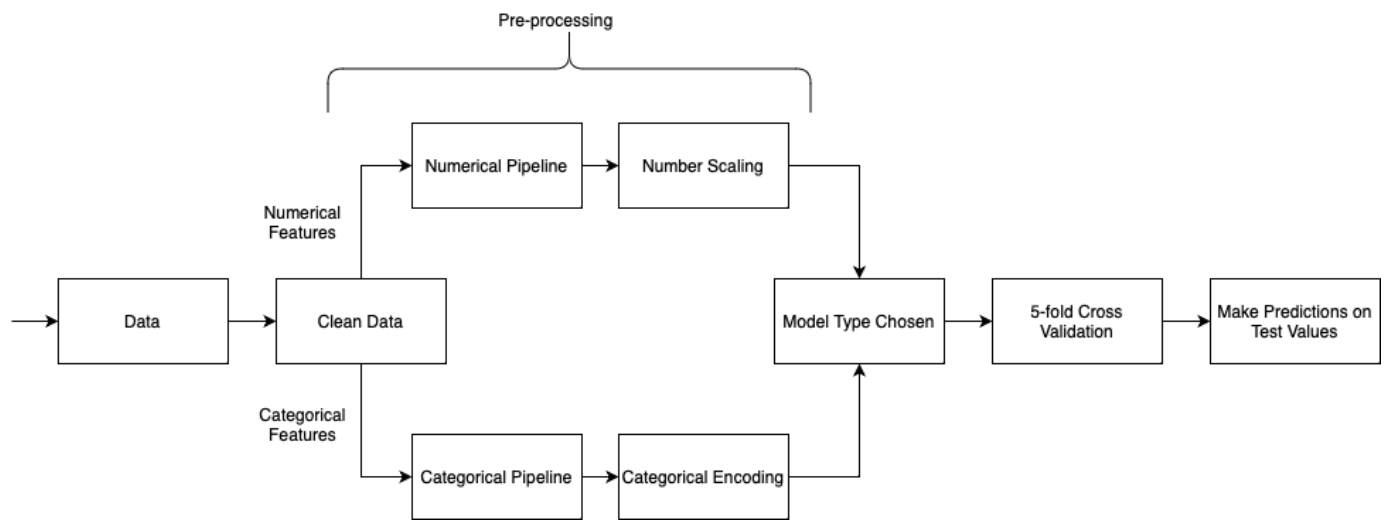 Pre-processing
Numerical Pipeline
Number Scaling
Numerical
Features
Data
Clean Data
Model Type Chosen
5-fold Cross
Validation
Make Predictions on
Test Values
Categorical
Features
Categorical Pipeline
Categorical Encoding